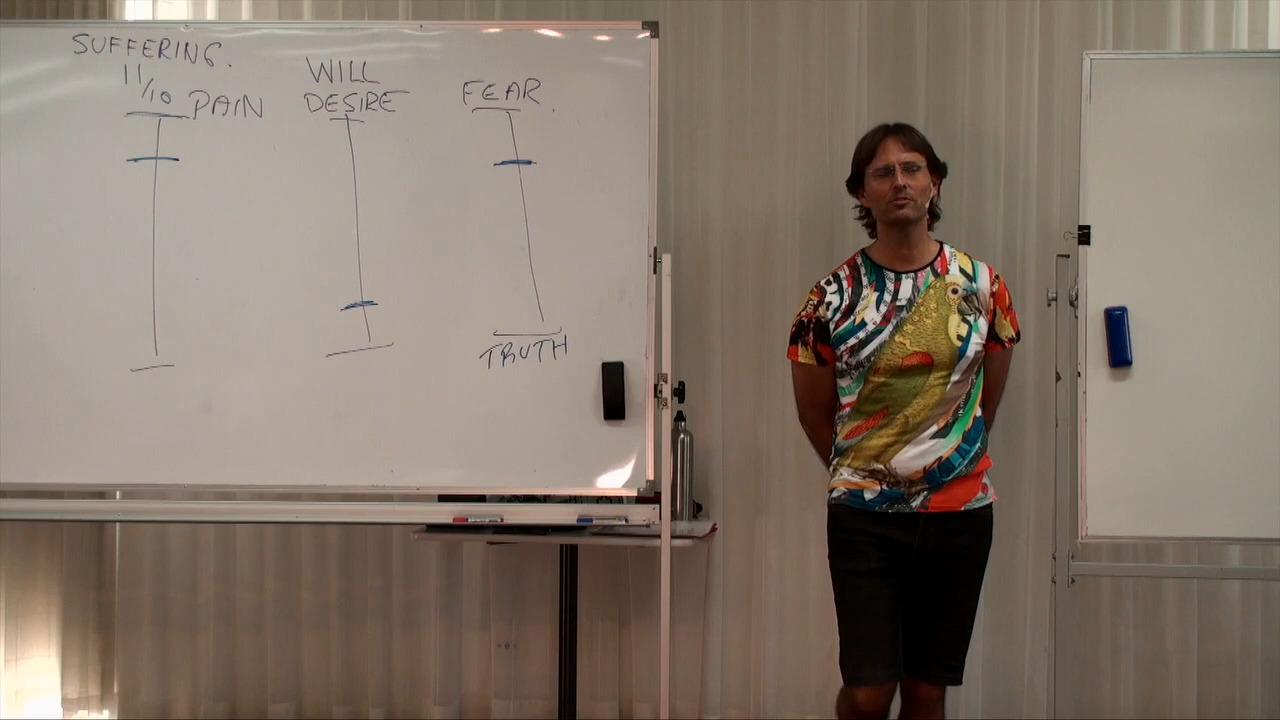 SUFFERING.
11/10 PAIN
WILL
DESIRE
FEAR.
TRUTH